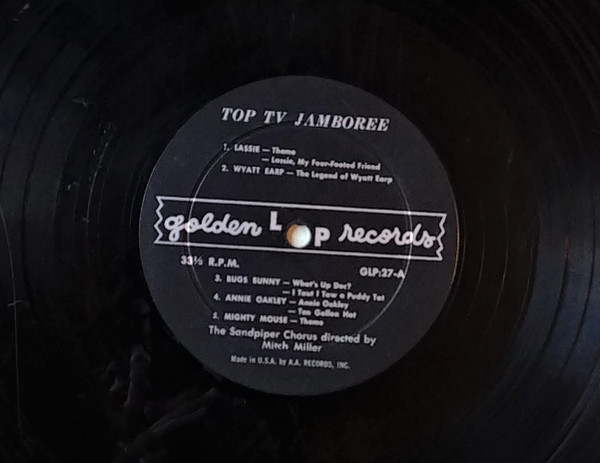 TOP TV JAMBOREE
1. LASSIE — Theme
— Lassie, My Four-Footed Friend
2. WYATT EARP — The Legend of Wyatt Earp
golden LP records
33⅓ R.P.M.
GLP:27-A
3. BUGS BUNNY — What's Up Doc?
— I Taut I Taw a Puddy Tat
4. ANNIE OAKLEY — Annie Oakley
— Ten Gallon Hat
5. MIGHTY MOUSE — Theme
The Sandpiper Chorus directed by
Mitch Miller
Made in U.S.A. by A.A. RECORDS, INC.